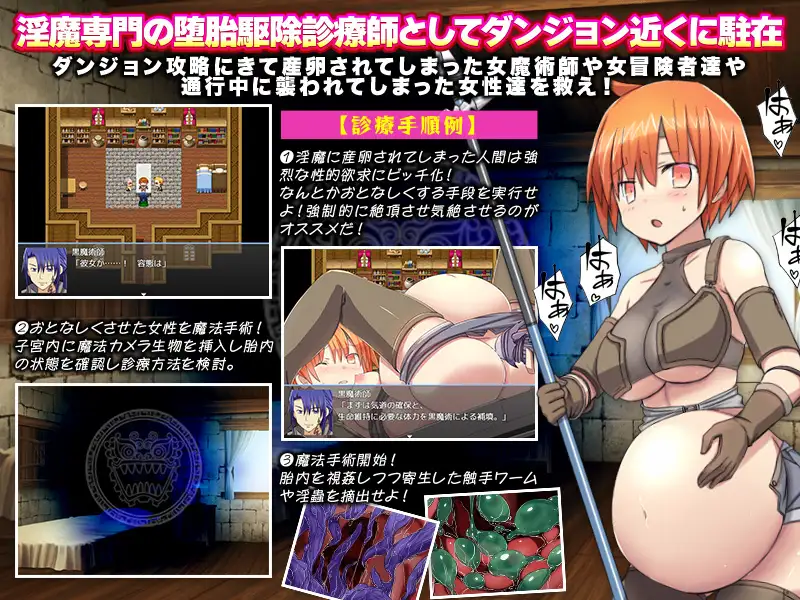 淫魔専門の堕胎駆除診療師としてダンジョン近くに駐在
ダンジョン攻略にきて産卵されてしまった女魔術師や女冒険者達や
通行中に襲われてしまった女性達を救え！
【診療手順例】
❶淫魔に産卵されてしまった人間は強
烈な性的欲求にビッチ化！
なんとかおとなしくする手段を実行せ
よ！強制的に絶頂させ気絶させるのが
オススメだ！
黒魔術師
「彼女が……！　容態は」
❷おとなしくさせた女性を魔法手術！
子宮内に魔法カメラ生物を挿入し胎内
の状態を確認し診療方法を検討。
黒魔術師
「まずは気道の確保と、
生命維持に必要な体力を黒魔術による補填。」
❸魔法手術開始！
胎内を視姦しつつ寄生した触手ワーム
や淫蟲を摘出せよ！
はぁ♡
はぁ♡
はぁ♡
はぁ♡